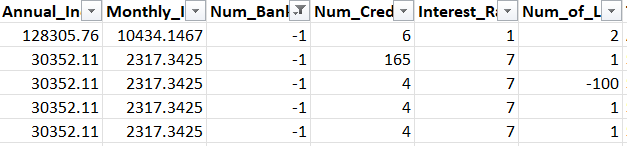 Annual_In Monthly_I Num_Bank Num_Cred Interest_Ra Num_of_L
128305.76 10434.1467 -1 6 1 2
30352.11 2317.3425 -1 165 7 1
30352.11 2317.3425 -1 4 7 -100
30352.11 2317.3425 -1 4 7 1
30352.11 2317.3425 -1 4 7 1